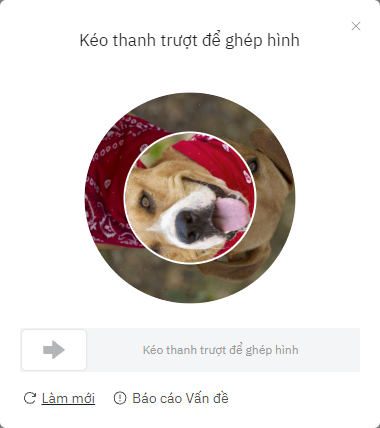 Kéo thanh trượt để ghép hình
Kéo thanh trượt để ghép hình
Làm mới
Báo cáo Vấn đề